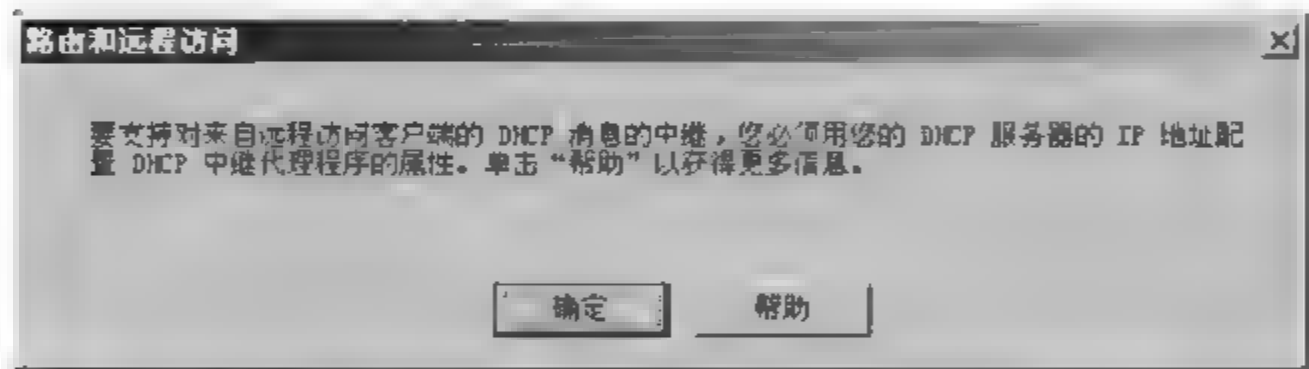 路由和远程访问
要支持对来自远程访问客户端的 DHCP 消息的中继，您必须用您的 DHCP 服务器的 IP 地址配
置 DHCP 中继代理程序的属性。单击“帮助”以获得更多信息。
确定
帮助